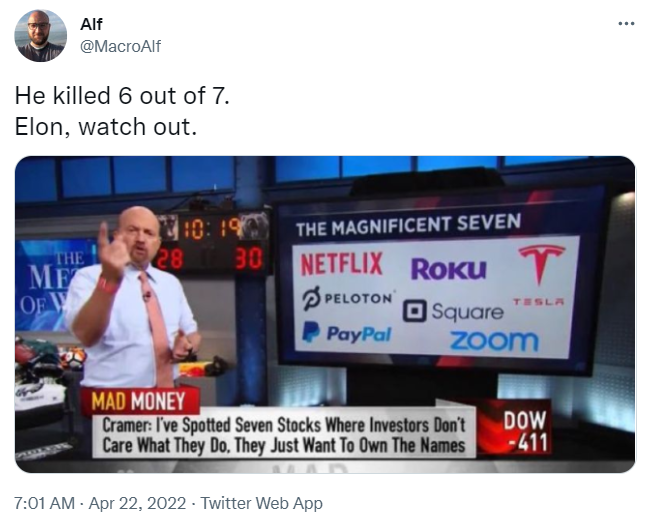 Alf
@MacroAlf
He killed 6 out of 7.
Elon, watch out.
10:19
28 30
THE
OF
THE MAGNIFICENT SEVEN
NETFLIX ROKU
TESLA
PELOTON
Square
PayPal
zoom
MAD MONEY
Cramer: I've Spotted Seven Stocks Where Investors Don't
Care What They Do, They Just Want To Own The Names
DOW
-411
MAD
7:01 AM · Apr 22, 2022 · Twitter Web App